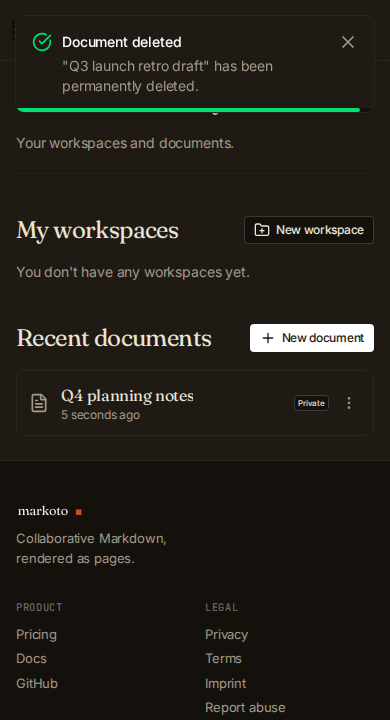 Document deleted
"Q3 launch retro draft" has been
permanently deleted.
Your workspaces and documents.
My workspaces
New workspace
You don't have any workspaces yet.
Recent documents
New document
Q4 planning notes
5 seconds ago
Private
markoto
Collaborative Markdown,
rendered as pages.
PRODUCT
LEGAL
Pricing
Privacy
Docs
Terms
GitHub
Imprint
Report abuse